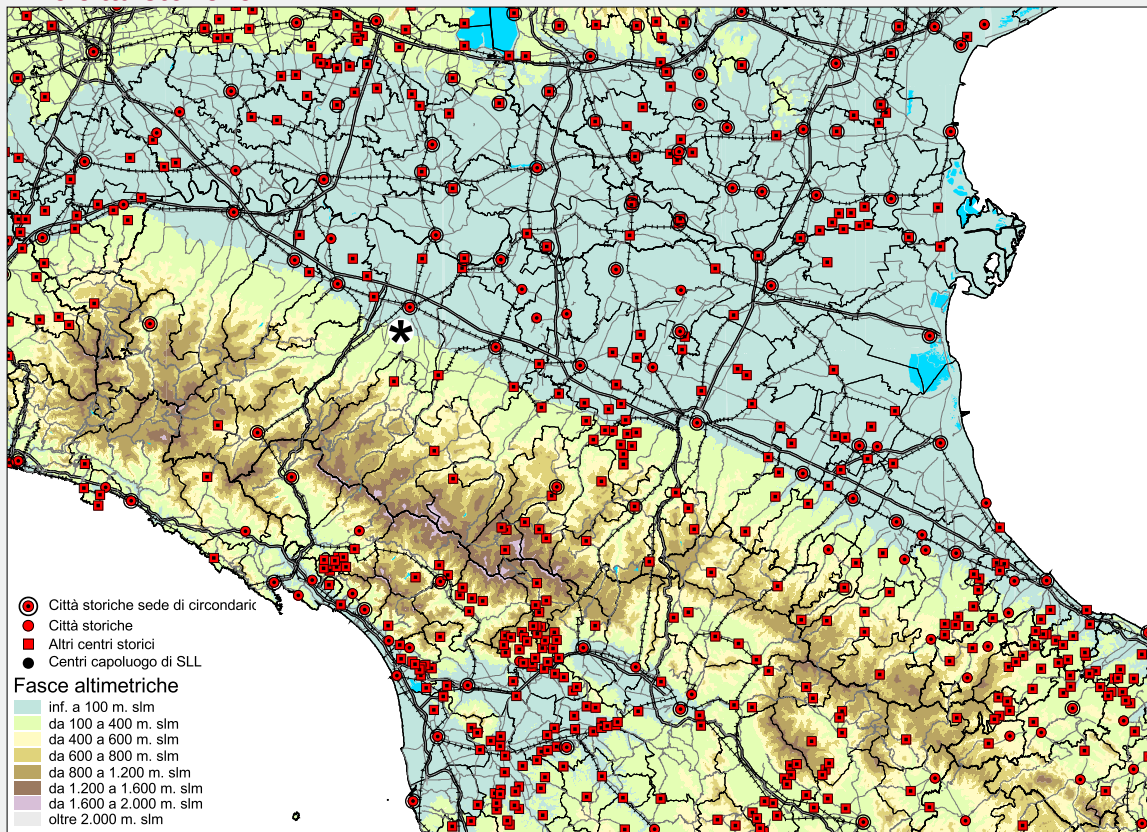 Città storiche sede di circondaric
Città storiche
Altri centri storici
Centri capoluogo di SLL
Fasce altimetriche
inf. a 100 m. slm
da 100 a 400 m. slm
da 400 a 600 m. slm
da 600 a 800 m. slm
da 800 a 1.200 m. slm
da 1.200 a 1.600 m. slm
da 1.600 a 2.000 m. slm
oltre 2.000 m. slm
*